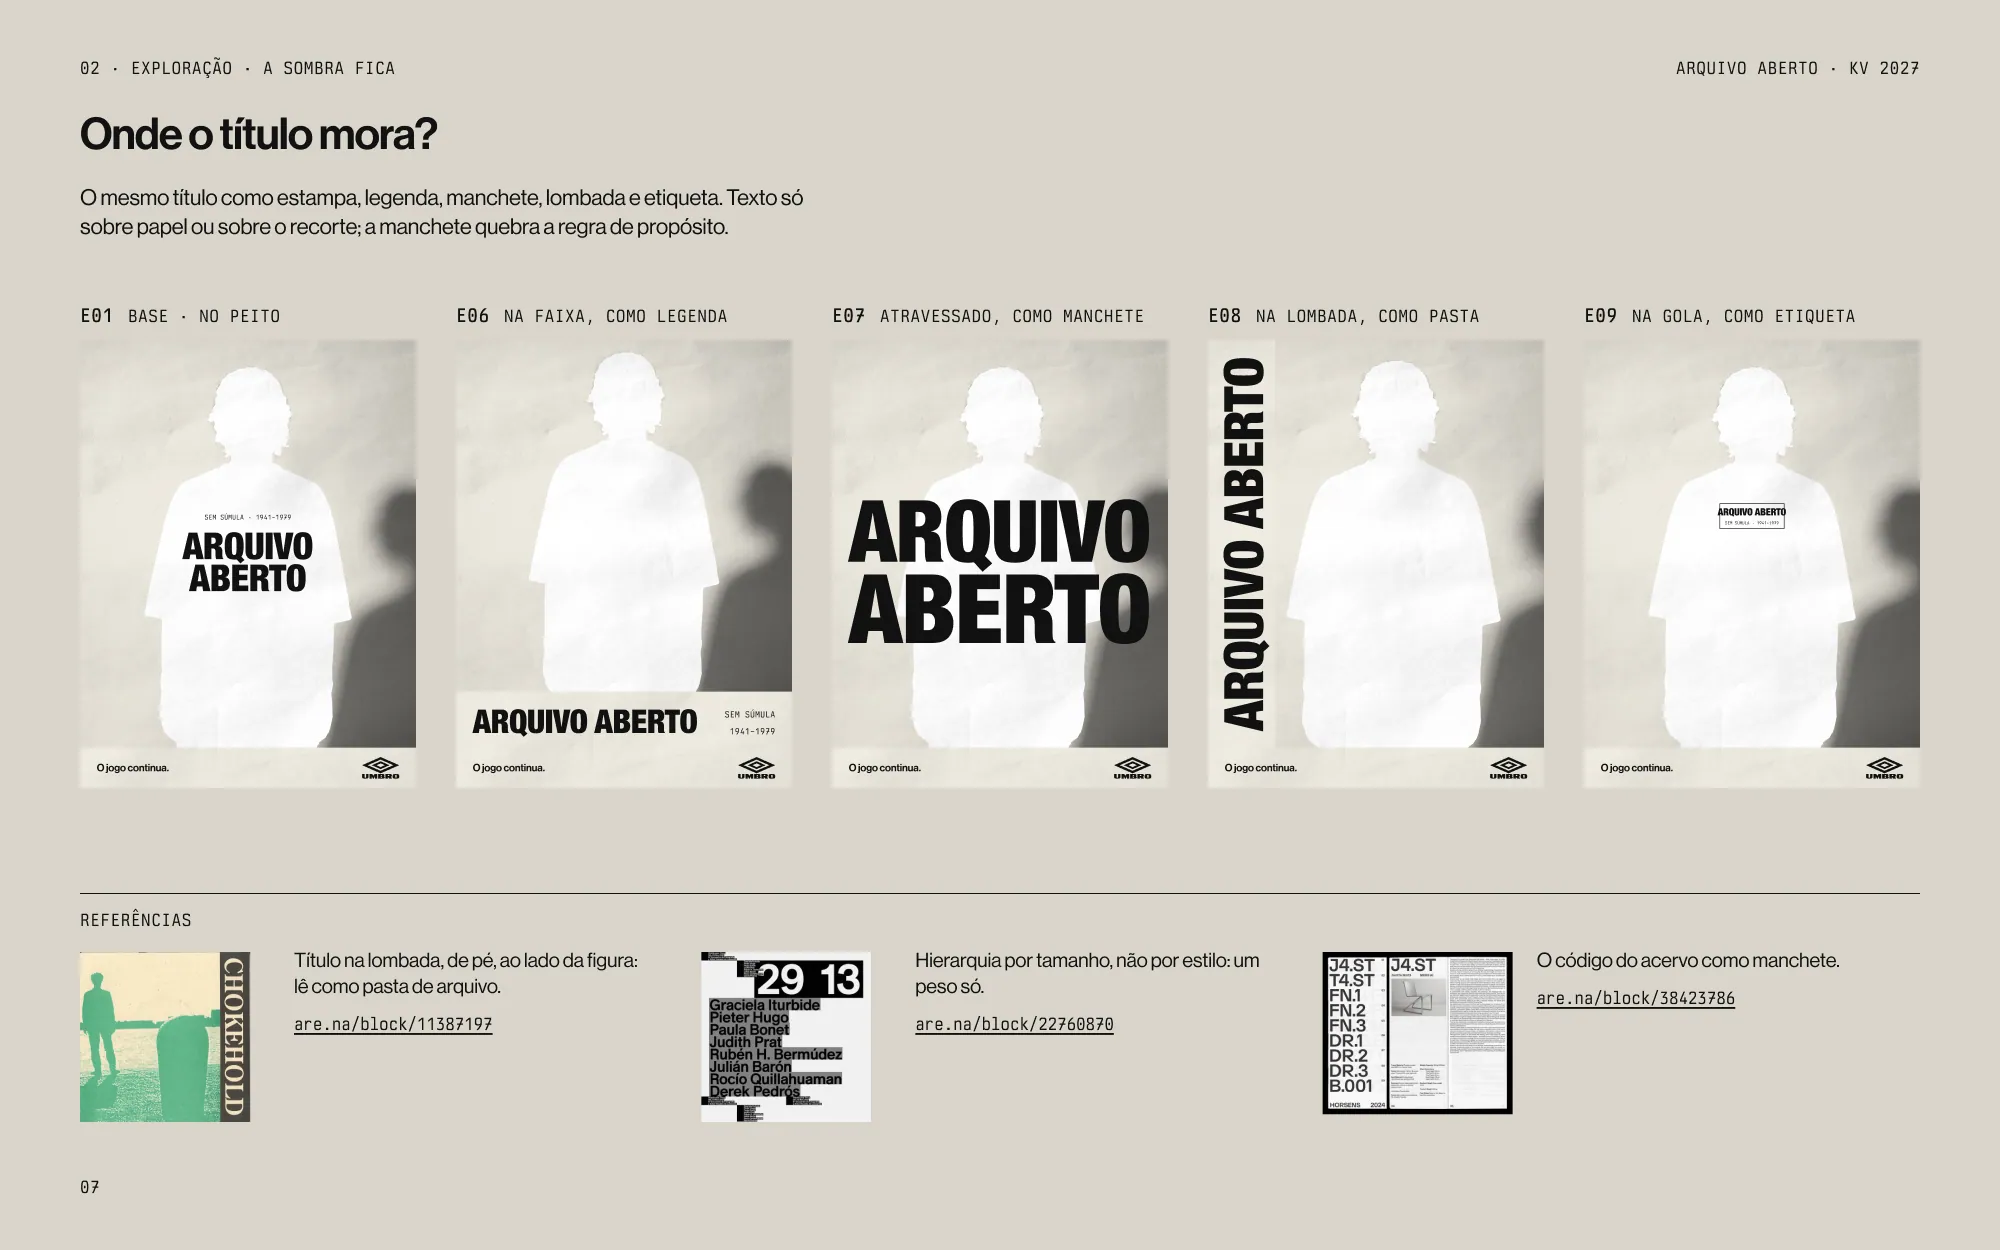 02 · EXPLORAÇÃO · A SOMBRA FICA
ARQUIVO ABERTO · KV 2027
Onde o título mora?
O mesmo título como estampa, legenda, manchete, lombada e etiqueta. Texto só
sobre papel ou sobre o recorte; a manchete quebra a regra de propósito.
E01 BASE · NO PEITO
SEM SÚMULA · 1941–1979
ARQUIVO
ABERTO
O jogo continua.
UMBRO
E06 NA FAIXA, COMO LEGENDA
ARQUIVO ABERTO
SEM SÚMULA
1941–1979
O jogo continua.
UMBRO
E07 ATRAVESSADO, COMO MANCHETE
ARQUIVO
ABERTO
O jogo continua.
UMBRO
E08 NA LOMBADA, COMO PASTA
ARQUIVO ABERTO
O jogo continua.
UMBRO
E09 NA GOLA, COMO ETIQUETA
ARQUIVO ABERTO
SEM SÚMULA · 1941–1979
O jogo continua.
UMBRO
REFERÊNCIAS
CHOKEHOLD
Título na lombada, de pé, ao lado da figura:
lê como pasta de arquivo.
are.na/block/11387197
29 13
Graciela Iturbide
Pieter Hugo
Paula Bonet
Judith Prat
Rubén H. Bermúdez
Julián Barón
Rocío Quillahuaman
Derek Pedrós
Hierarquia por tamanho, não por estilo: um
peso só.
are.na/block/22760870
J4.ST
T4.ST
FN.1
FN.2
FN.3
DR.1
DR.2
DR.3
B.001
HORSENS 2024
J4.ST
O código do acervo como manchete.
are.na/block/38423786
07